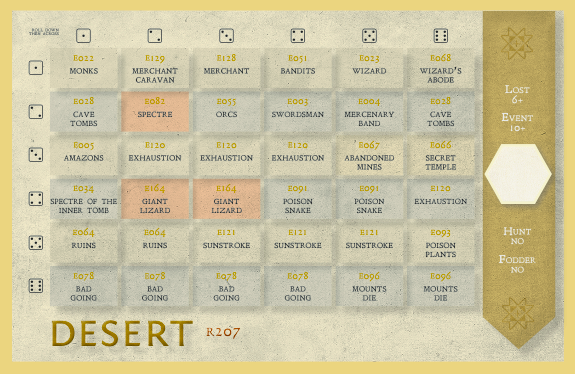 ROLL DOWN
THEN ACROSS
E022 E129 E128 E051 E023 E068
MONKS MERCHANT CARAVAN MERCHANT BANDITS WIZARD WIZARD'S ABODE
E028 E082 E055 E003 E004 E028
CAVE TOMBS SPECTRE ORCS SWORDSMAN MERCENARY BAND CAVE TOMBS
E005 E120 E120 E120 E067 E066
AMAZONS EXHAUSTION EXHAUSTION EXHAUSTION ABANDONED MINES SECRET TEMPLE
E034 E164 E164 E091 E091 E120
SPECTRE OF THE INNER TOMB GIANT LIZARD GIANT LIZARD POISON SNAKE POISON SNAKE EXHAUSTION
E064 E064 E121 E121 E121 E093
RUINS RUINS SUNSTROKE SUNSTROKE SUNSTROKE POISON PLANTS
E078 E078 E078 E078 E096 E096
BAD GOING BAD GOING BAD GOING BAD GOING MOUNTS DIE MOUNTS DIE
DESERT R207
LOST
6+
EVENT
10+
HUNT
NO
FODDER
NO